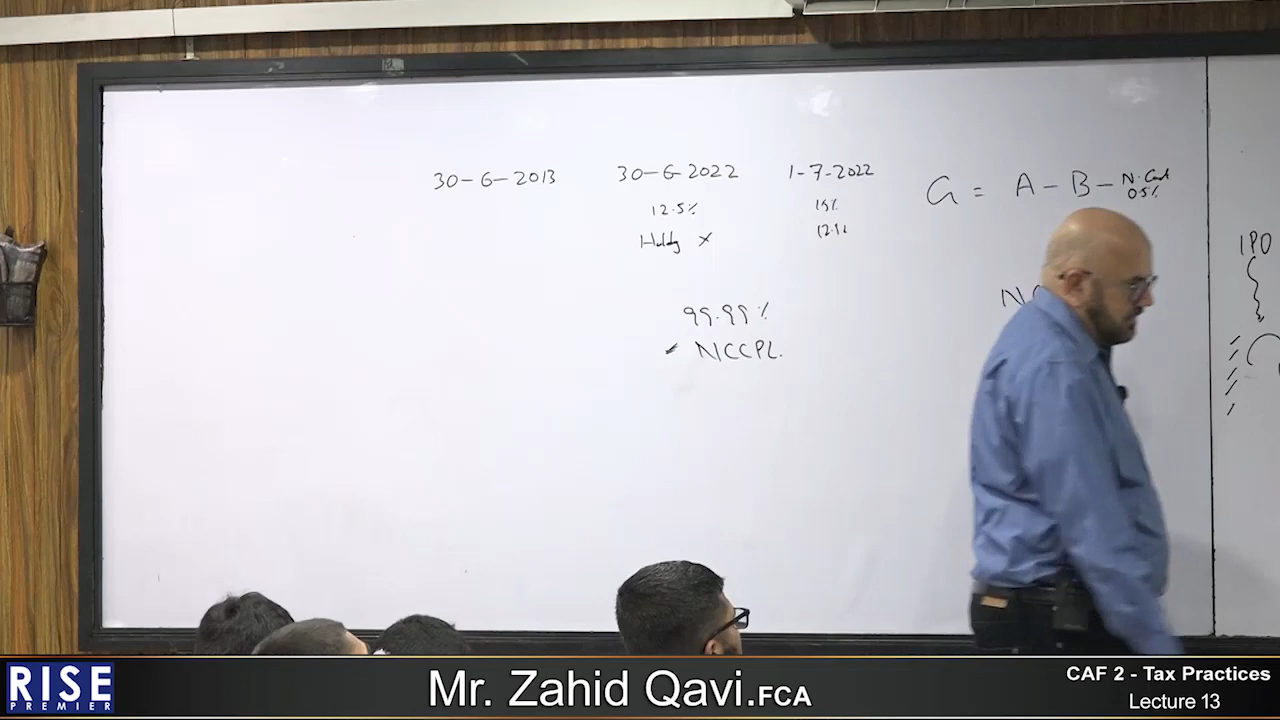 30-6-2013 30-6-2022 1-7-2022
12.5% 15%
Holdg × 12.5%
G = A - B - N. Cost
0.5%
99.99%
✓ NCCPL.
IPO
RISE
PREMIER
Mr. Zahid Qavi.FCA
CAF 2 - Tax Practices
Lecture 13